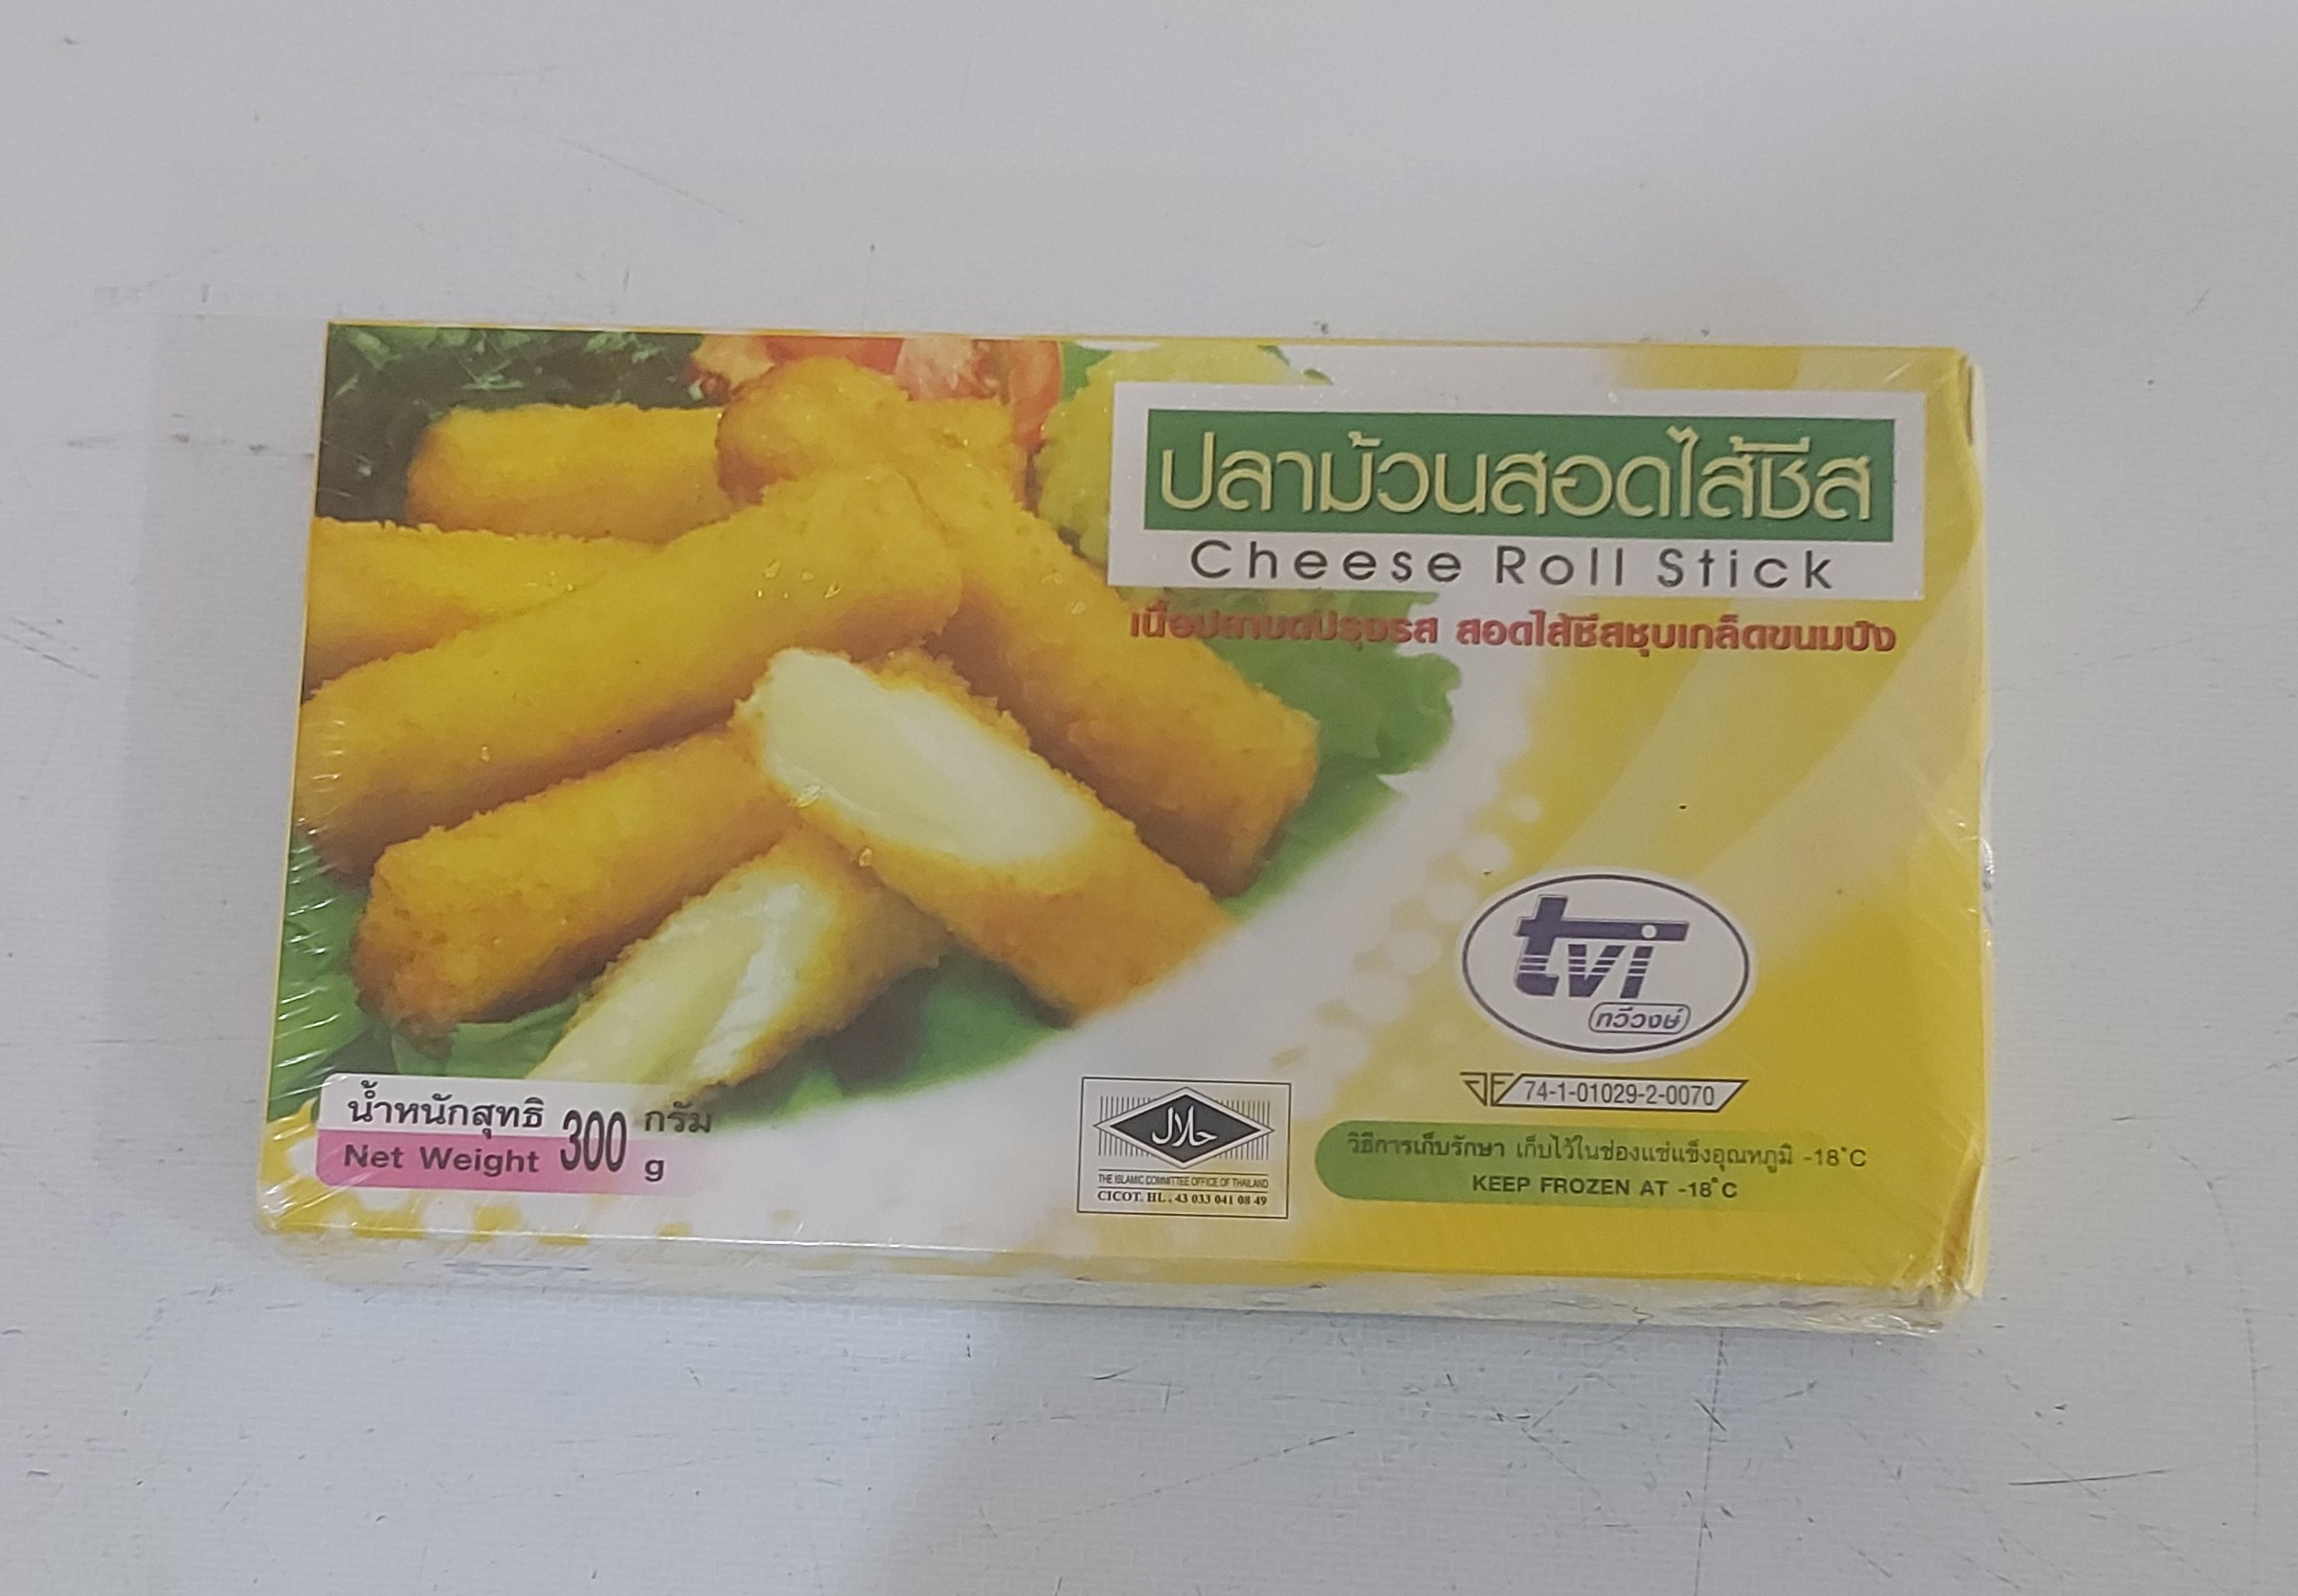 ปลาม้วนสอดไส้ชีส
Cheese Roll Stick
เนื้อปลาบดปรุงรส สอดไส้ชีสชุบเกล็ดขนมปัง
tvi
ทวีวงษ์
74-1-01029-2-0070
วิธีการเก็บรักษา เก็บไว้ในช่องแช่แข็งอุณหภูมิ -18°C
KEEP FROZEN AT -18°C
حلال
THE ISLAMIC COMMITTEE OFFICE OF THAILAND
CICOT. HL . 43 033 041 08 49
น้ำหนักสุทธิ 300 กรัม
Net Weight g